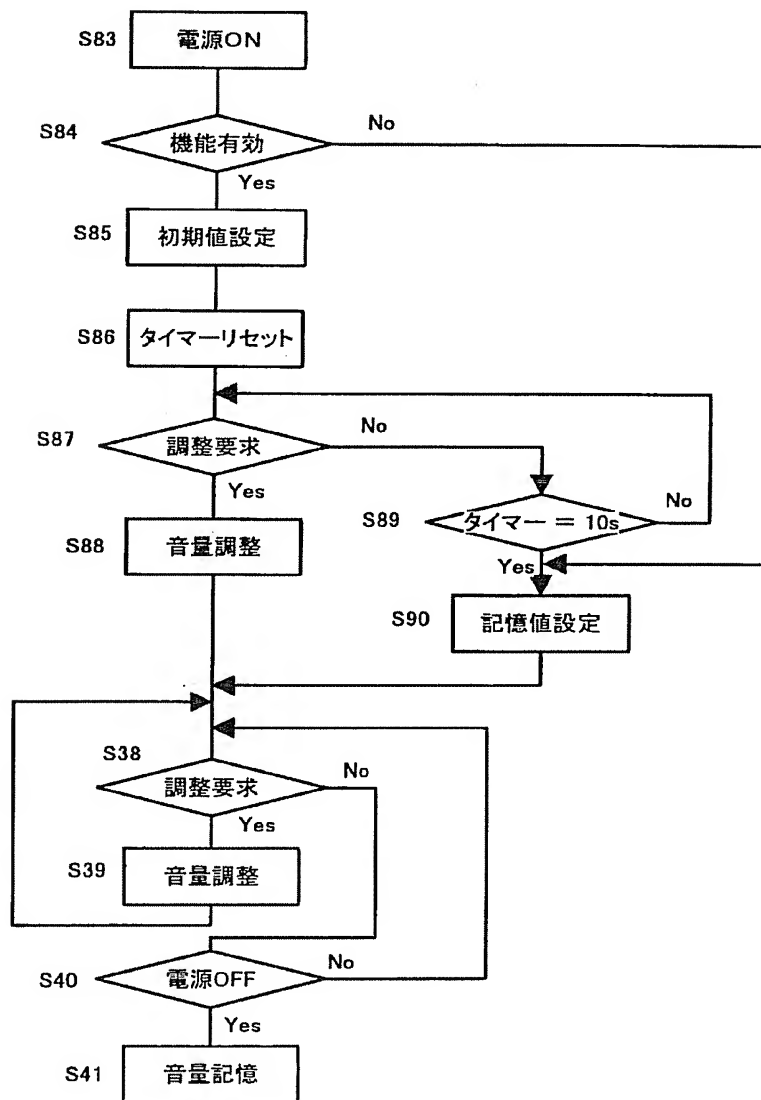 S83
電源ON
S84
機能有効
No
Yes
S85
初期値設定
S86
タイマーリセット
S87
調整要求
No
Yes
S88
音量調整
S89
タイマー = 10s
No
Yes
S90
記憶値設定
S38
調整要求
No
Yes
S39
音量調整
S40
電源OFF
No
Yes
S41
音量記憶